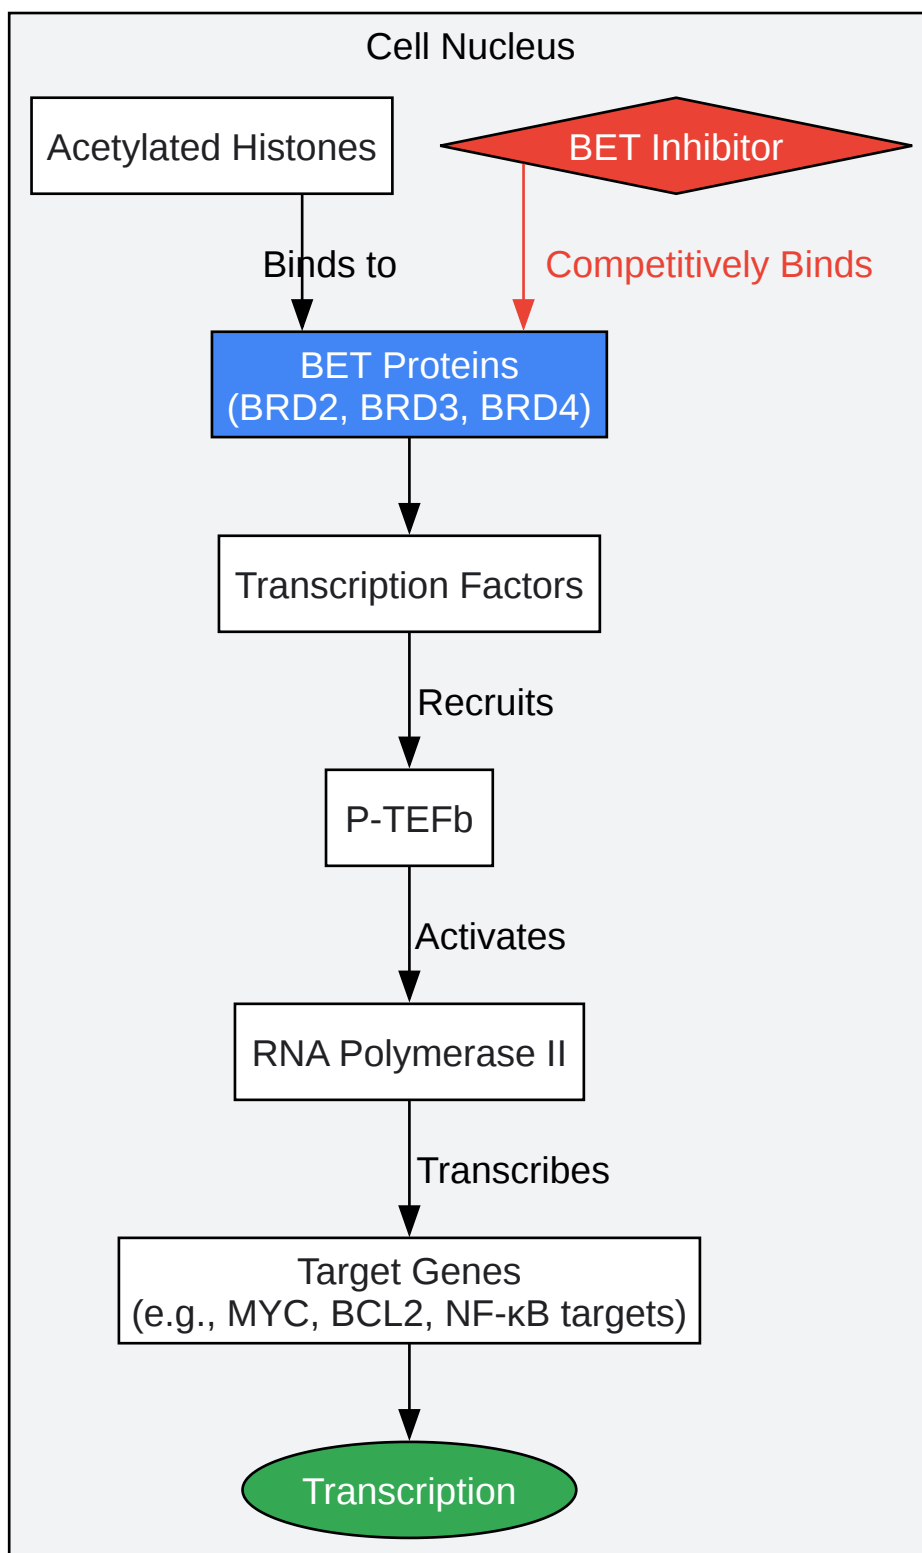 Cell Nucleus
Acetylated Histones
BET Inhibitor
Binds to
Competitively Binds
BET Proteins
(BRD2, BRD3, BRD4)
Transcription Factors
Recruits
P-TEFb
Activates
RNA Polymerase II
Transcribes
Target Genes
(e.g., MYC, BCL2, NF-κB targets)
Transcription